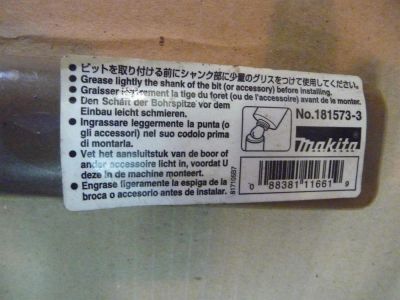 ● ビットを取り付ける前にシャンク部に少量のグリスをつけて使用してください。
● Grease lightly the shank of the bit (or accessory) before installing.
● Graisser légèrement la tige du foret (ou de l'accessoire) avant de le monter.
● Den Schaft der Bohrspitze vor dem
Einbau leicht schmieren.
● Ingrassare leggermente la punta (o
gli accessori) nel suo codolo prima
di montarla.
● Vet het aansluitstuk van de boor of
ander accessoire licht in, voordat U
deze in de machine monteert.
● Engrase ligeramente la espiga de la
broca o accesorio antes de instalar.
No.181573-3
makita
0 88381 11661 9